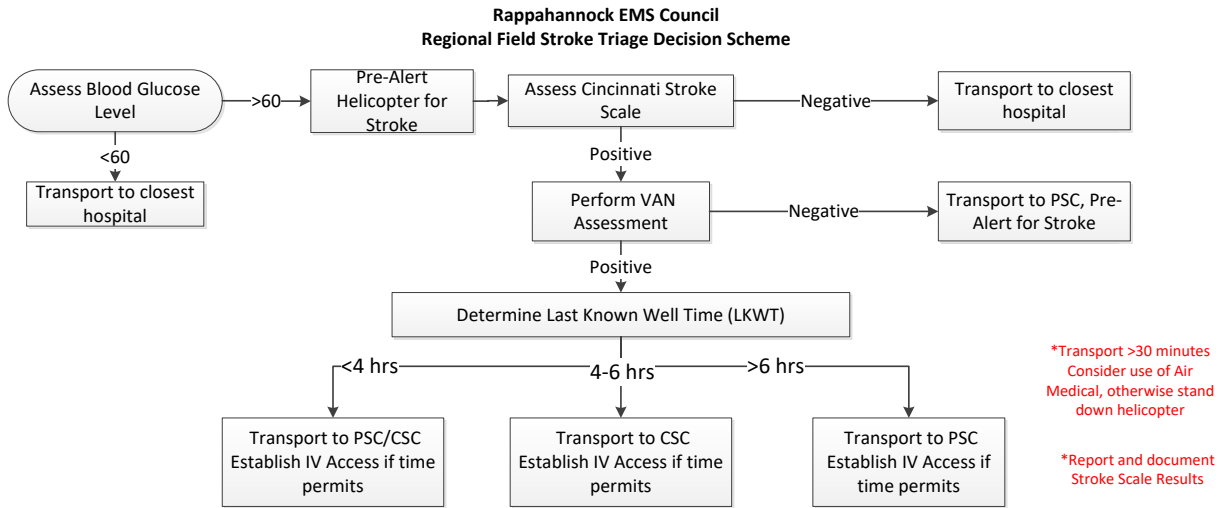 Rappahannock EMS Council
Regional Field Stroke Triage Decision Scheme
Assess Blood Glucose
Level
>60
Pre-Alert
Helicopter for
Stroke
Assess Cincinnati Stroke
Scale
Negative
Transport to closest
hospital
<60
Transport to closest
hospital
Positive
Perform VAN
Assessment
Negative
Transport to PSC, Pre-
Alert for Stroke
Positive
Determine Last Known Well Time (LKWT)
<4 hrs
4-6 hrs
>6 hrs
*Transport >30 minutes
Consider use of Air
Medical, otherwise stand
down helicopter
Transport to PSC/CSC
Establish IV Access if time
permits
Transport to CSC
Establish IV Access if time
permits
Transport to PSC
Establish IV Access if
time permits
*Report and document
Stroke Scale Results